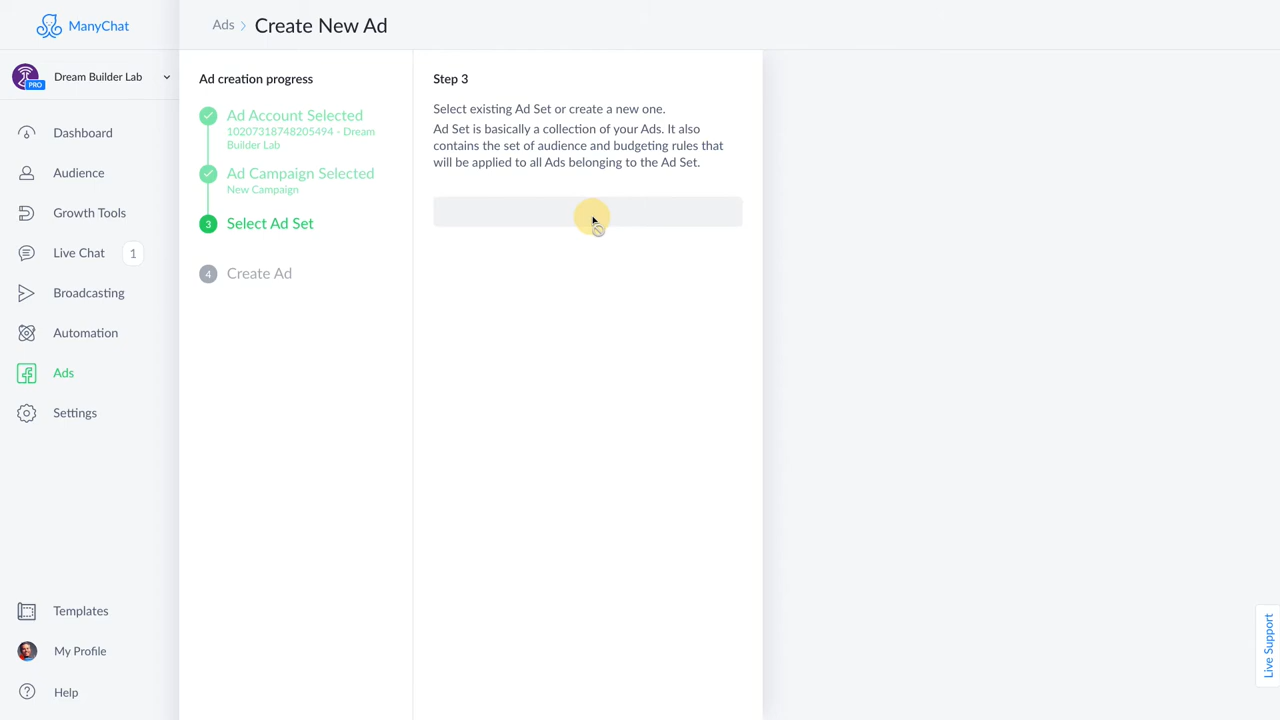 ManyChat
Ads
Create New Ad
PRO
Dream Builder Lab
Dashboard
Audience
Growth Tools
Live Chat
1
Broadcasting
Automation
Ads
Settings
Templates
My Profile
Help
Ad creation progress
Ad Account Selected
10207318748205494 - Dream
Builder Lab
Ad Campaign Selected
New Campaign
3
Select Ad Set
4
Create Ad
Step 3
Select existing Ad Set or create a new one.
Ad Set is basically a collection of your Ads. It also
contains the set of audience and budgeting rules that
will be applied to all Ads belonging to the Ad Set.
Live Support